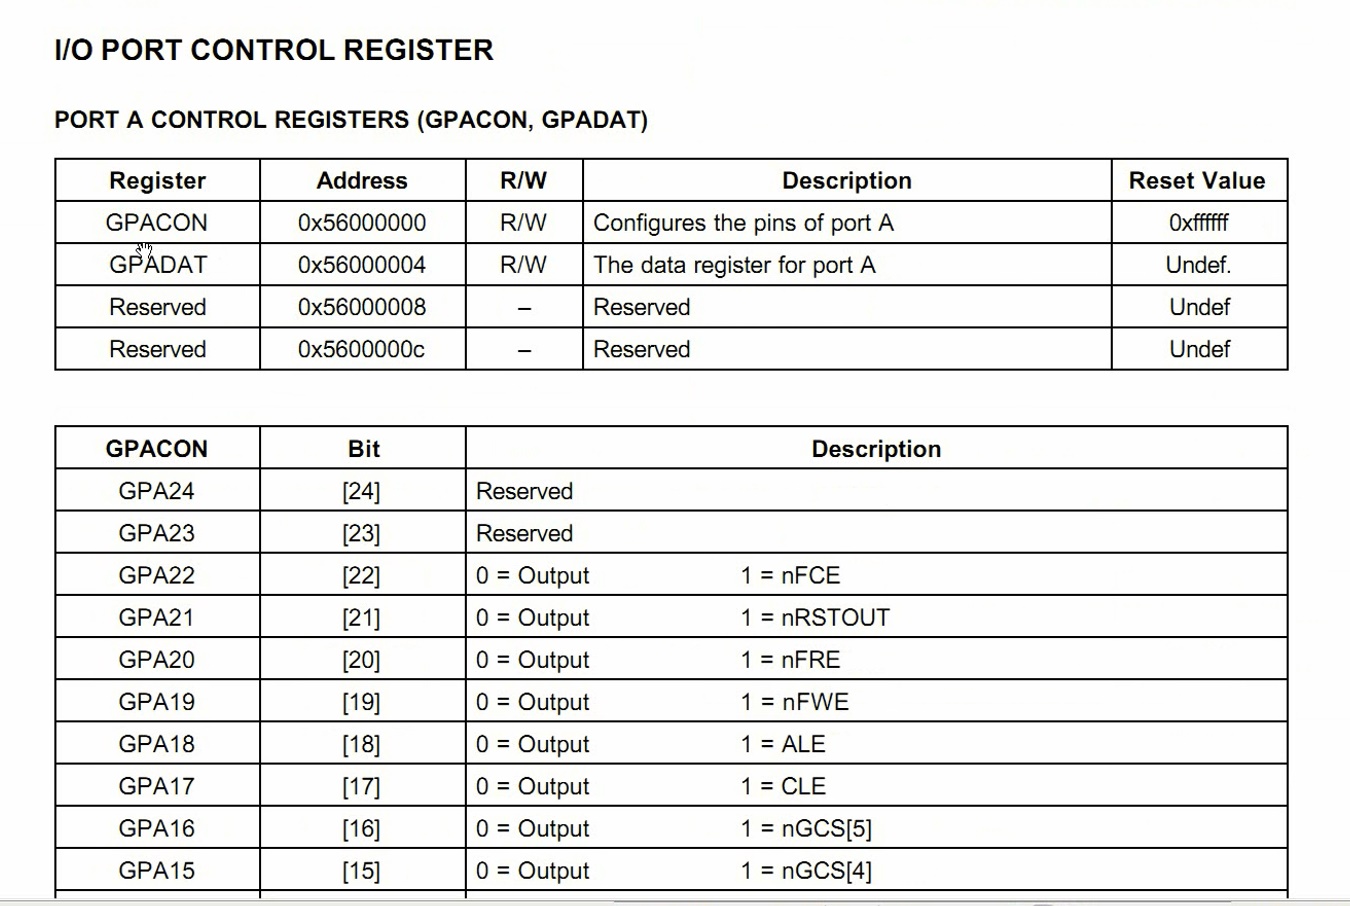 I/O PORT CONTROL REGISTER
PORT A CONTROL REGISTERS (GPACON, GPADAT)
Register Address R/W Description Reset Value
GPACON 0x56000000 R/W Configures the pins of port A 0xffffff
GPADAT 0x56000004 R/W The data register for port A Undef.
Reserved 0x56000008 – Reserved Undef
Reserved 0x5600000c – Reserved Undef
GPACON Bit Description
GPA24 [24] Reserved
GPA23 [23] Reserved
GPA22 [22] 0 = Output 1 = nFCE
GPA21 [21] 0 = Output 1 = nRSTOUT
GPA20 [20] 0 = Output 1 = nFRE
GPA19 [19] 0 = Output 1 = nFWE
GPA18 [18] 0 = Output 1 = ALE
GPA17 [17] 0 = Output 1 = CLE
GPA16 [16] 0 = Output 1 = nGCS[5]
GPA15 [15] 0 = Output 1 = nGCS[4]